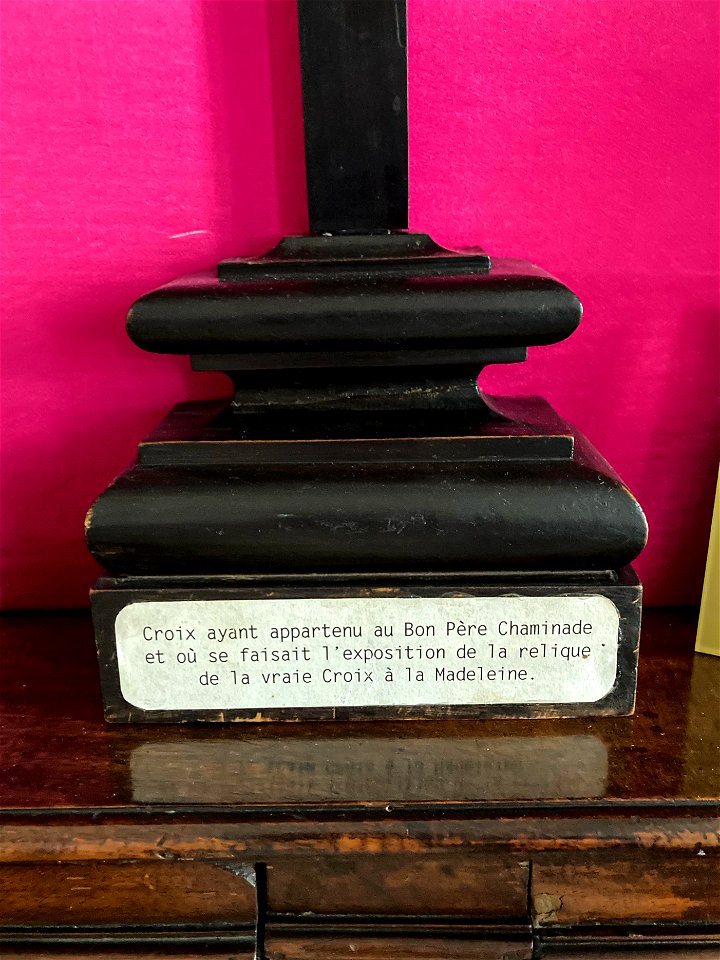 Croix ayant appartenu au Bon Père Chaminade
et où se faisait l'exposition de la relique
de la vraie Croix à la Madeleine.